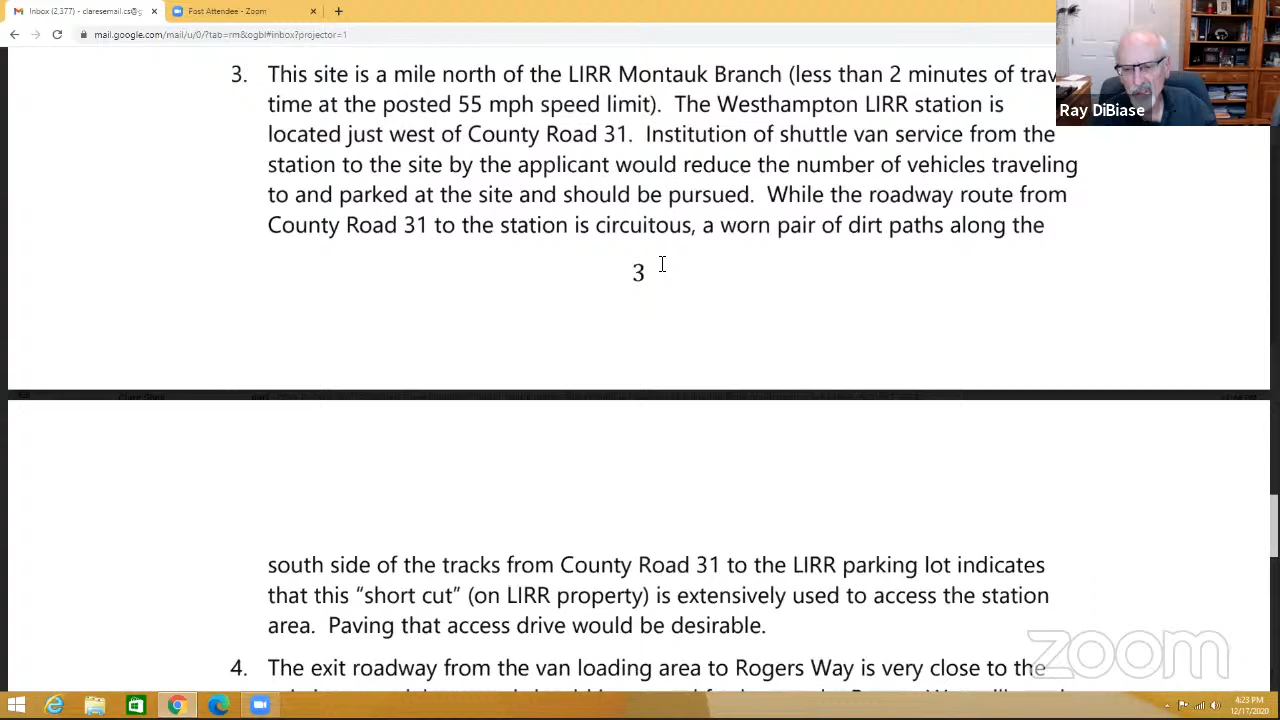 Inbox (2,377) - claresemail.cs@g
Post Attendee - Zoom
mail.google.com/mail/u/0/?tab=rm&ogbl#inbox?projector=1
Ray DiBiase
3. This site is a mile north of the LIRR Montauk Branch (less than 2 minutes of trav
time at the posted 55 mph speed limit). The Westhampton LIRR station is
located just west of County Road 31. Institution of shuttle van service from the
station to the site by the applicant would reduce the number of vehicles traveling
to and parked at the site and should be pursued. While the roadway route from
County Road 31 to the station is circuitous, a worn pair of dirt paths along the
3
south side of the tracks from County Road 31 to the LIRR parking lot indicates
that this “short cut” (on LIRR property) is extensively used to access the station
area. Paving that access drive would be desirable.
zoom
4. The exit roadway from the van loading area to Rogers Way is very close to the
4:23 PM
12/17/2020